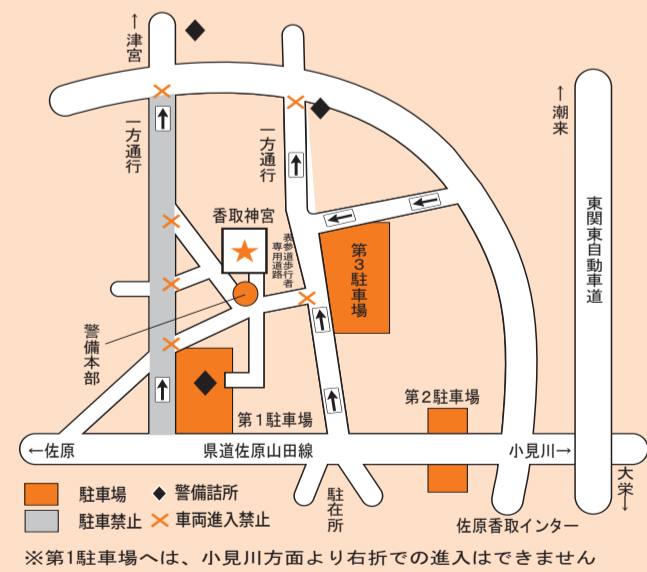 ↑津宮
↑潮来
一方通行
一方通行
香取神宮
表参道歩行者
専用道路
第3駐車場
東関東自動車道
警備本部
第1駐車場
第2駐車場
←佐原
県道佐原山田線
小見川→
大栄→
駐在所
佐原香取インター
駐車場
警備詰所
駐車禁止
車両進入禁止
※第1駐車場へは、小見川方面より右折での進入はできません